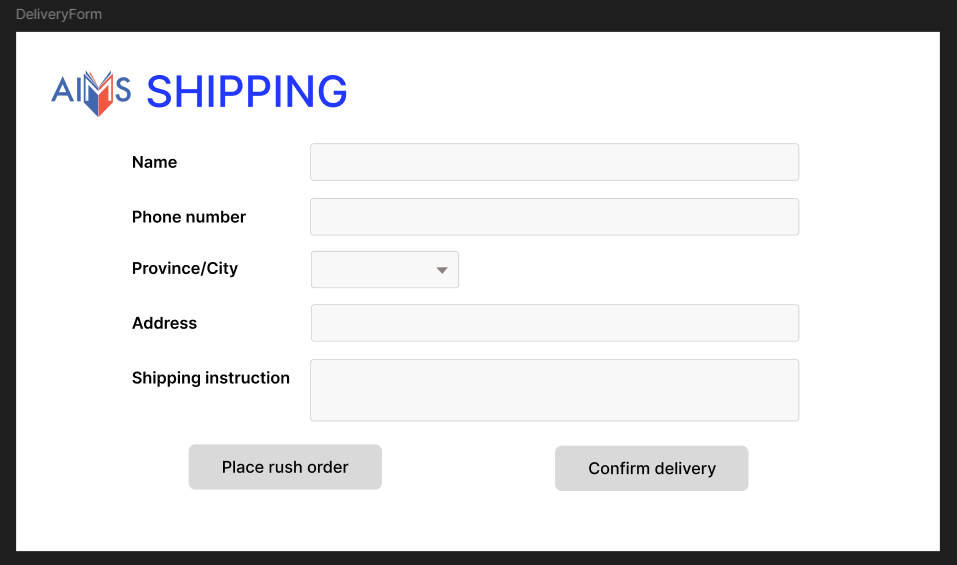 DeliveryForm
AIMS SHIPPING
Name
Phone number
Province/City
Address
Shipping instruction
Place rush order
Confirm delivery